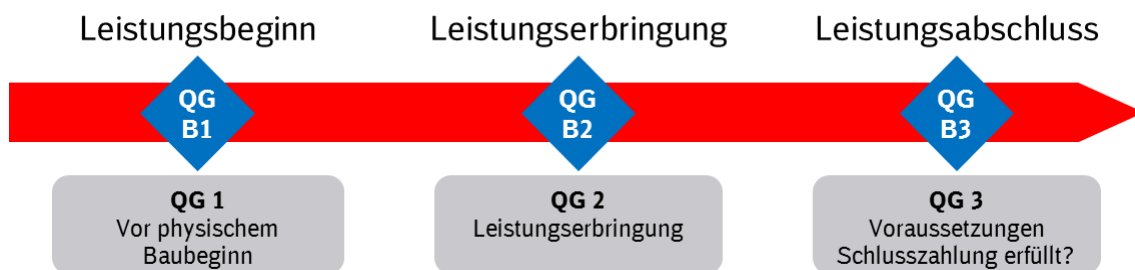 Leistungsbeginn
Leistungserbringung
Leistungsabschluss
QG
B1
QG
B2
QG
B3
QG 1
Vor physischem
Baubeginn
QG 2
Leistungserbringung
QG 3
Voraussetzungen
Schlusszahlung erfüllt?